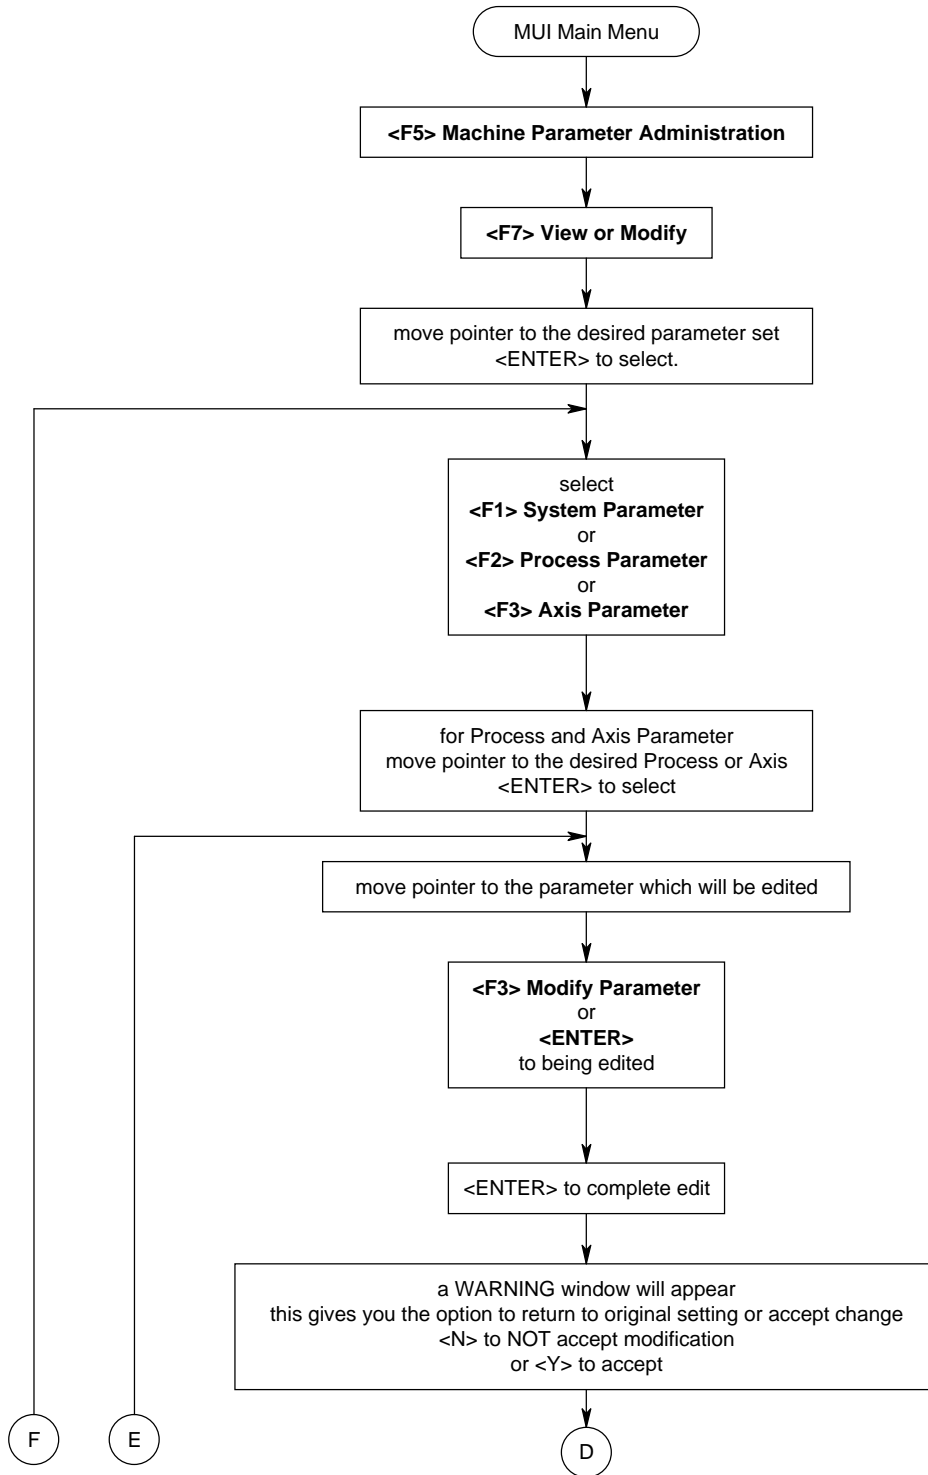 MUI Main Menu
<F5> Machine Parameter Administration
<F7> View or Modify
move pointer to the desired parameter set
<ENTER> to select.
select
<F1> System Parameter
or
<F2> Process Parameter
or
<F3> Axis Parameter
for Process and Axis Parameter
move pointer to the desired Process or Axis
<ENTER> to select
move pointer to the parameter which will be edited
<F3> Modify Parameter
or
<ENTER>
to being edited
<ENTER> to complete edit
a WARNING window will appear
this gives you the option to return to original setting or accept change
<N> to NOT accept modification
or <Y> to accept
F
E
D